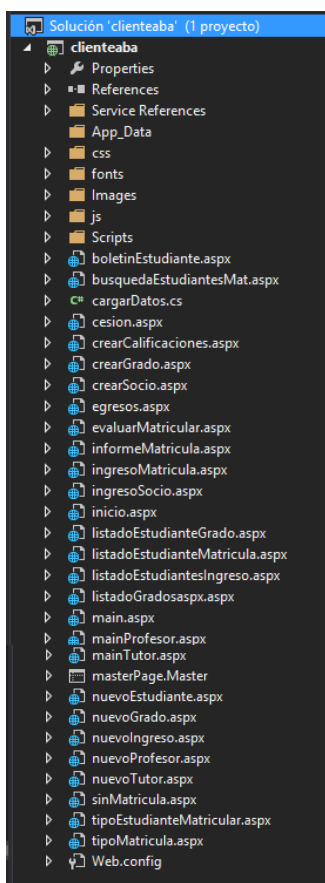 Solución 'clienteaba' (1 proyecto)
clienteaba
Properties
References
Service References
App_Data
css
fonts
Images
js
Scripts
boletinEstudiante.aspx
busquedaEstudiantesMat.aspx
C# cargarDatos.cs
cesion.aspx
crearCalificaciones.aspx
crearGrado.aspx
crearSocio.aspx
egresos.aspx
evaluarMatricular.aspx
informeMatricula.aspx
ingresoMatricula.aspx
ingresoSocio.aspx
inicio.aspx
listadoEstudianteGrado.aspx
listadoEstudianteMatricula.aspx
listadoEstudiantesIngreso.aspx
listadoGradosaspx.aspx
main.aspx
mainProfesor.aspx
mainTutor.aspx
masterPage.Master
nuevoEstudiante.aspx
nuevoGrado.aspx
nuevoIngreso.aspx
nuevoProfesor.aspx
nuevoTutor.aspx
sinMatricula.aspx
tipoEstudianteMatricular.aspx
tipoMatricula.aspx
Web.config